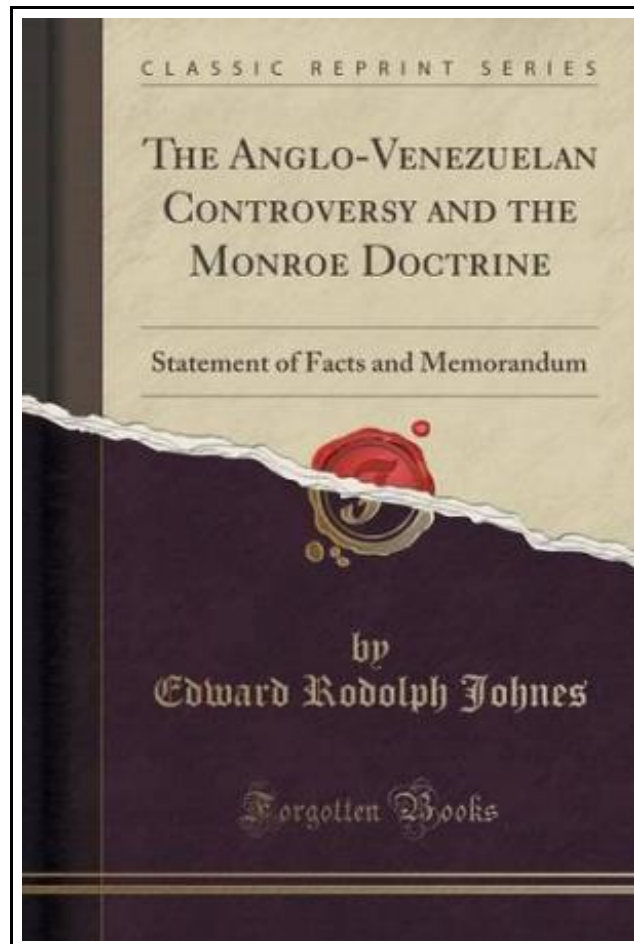 CLASSIC REPRINT SERIES
THE ANGLO-VENEZUELAN
CONTROVERSY AND THE
MONROE DOCTRINE
Statement of Facts and Memorandum
by
Edward Rodolph Johnes
Forgotten Books